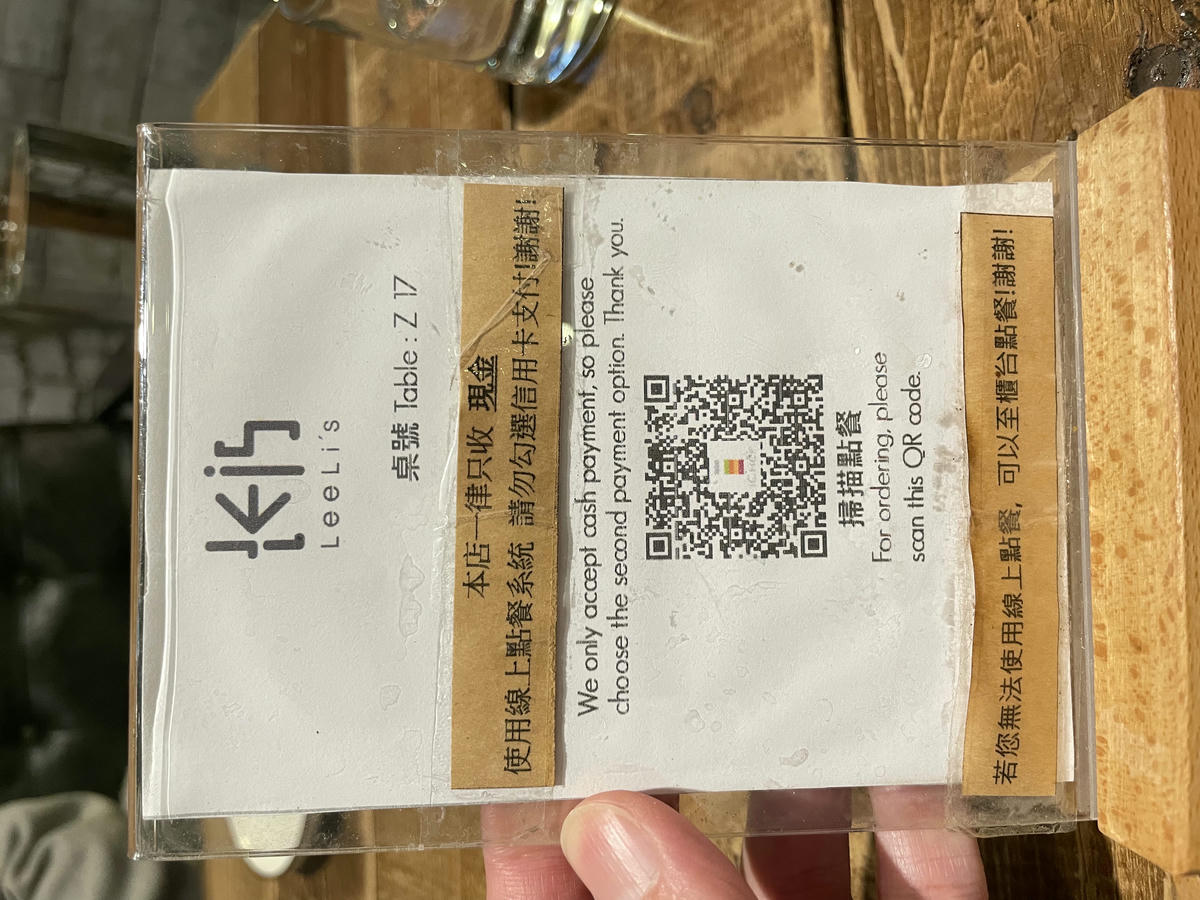 LeeLi's
桌號 Table : Z 17
本店一律只收 現金
使用線上點餐系統 請勿勾選信用卡支付!謝謝!
We only accept cash payment, so please
choose the second payment option. Thank you.
掃描點餐
For ordering, please
scan this QR code.
若您無法使用線上點餐, 可以至櫃台點餐!謝謝!